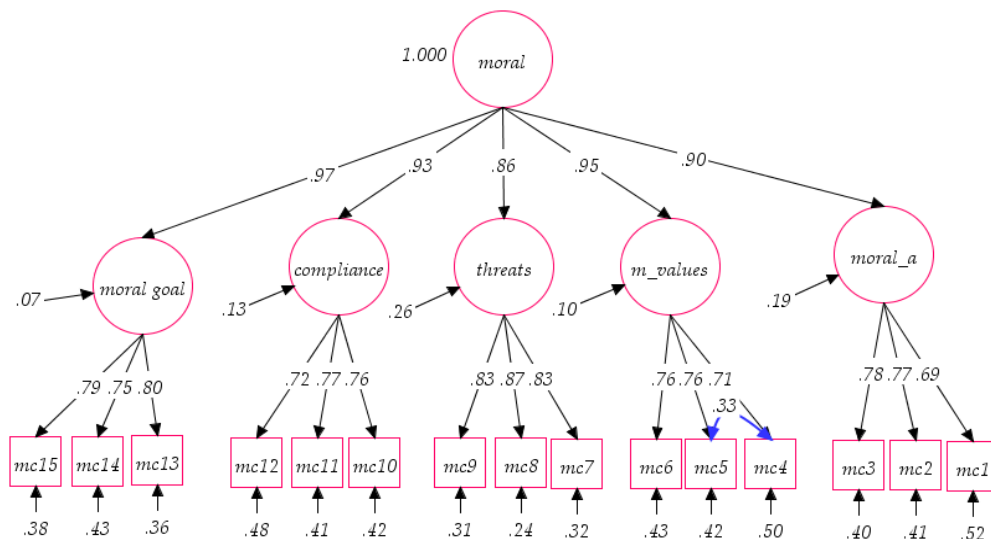 1.000 moral
.97 .93 .86 .95 .90
moral goal compliance threats m_values moral_a
.07 .13 .26 .10 .19
.79 .75 .80 .72 .77 .76 .83 .87 .83 .76 .76 .71 .78 .77 .69
.33
mc15 mc14 mc13 mc12 mc11 mc10 mc9 mc8 mc7 mc6 mc5 mc4 mc3 mc2 mc1
.38 .43 .36 .48 .41 .42 .31 .24 .32 .43 .42 .50 .40 .41 .52